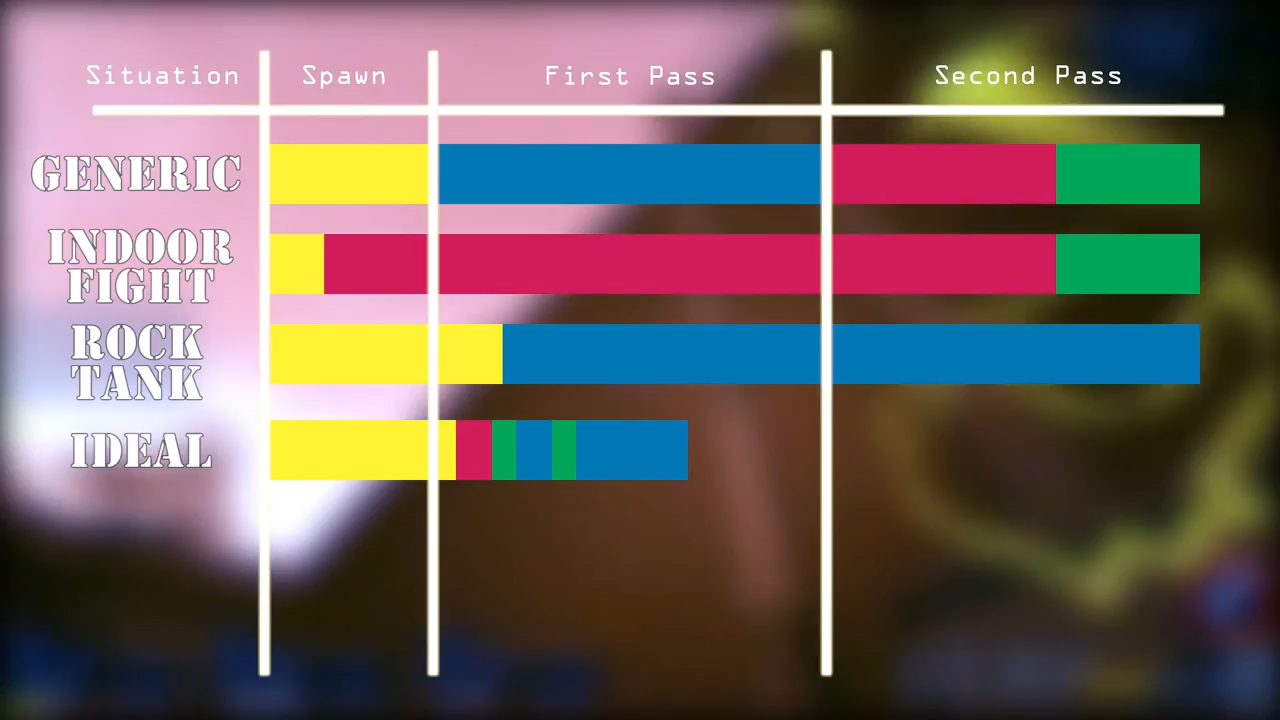 Situation Spawn First Pass Second Pass
GENERIC
INDOOR
FIGHT
ROCK
TANK
IDEAL